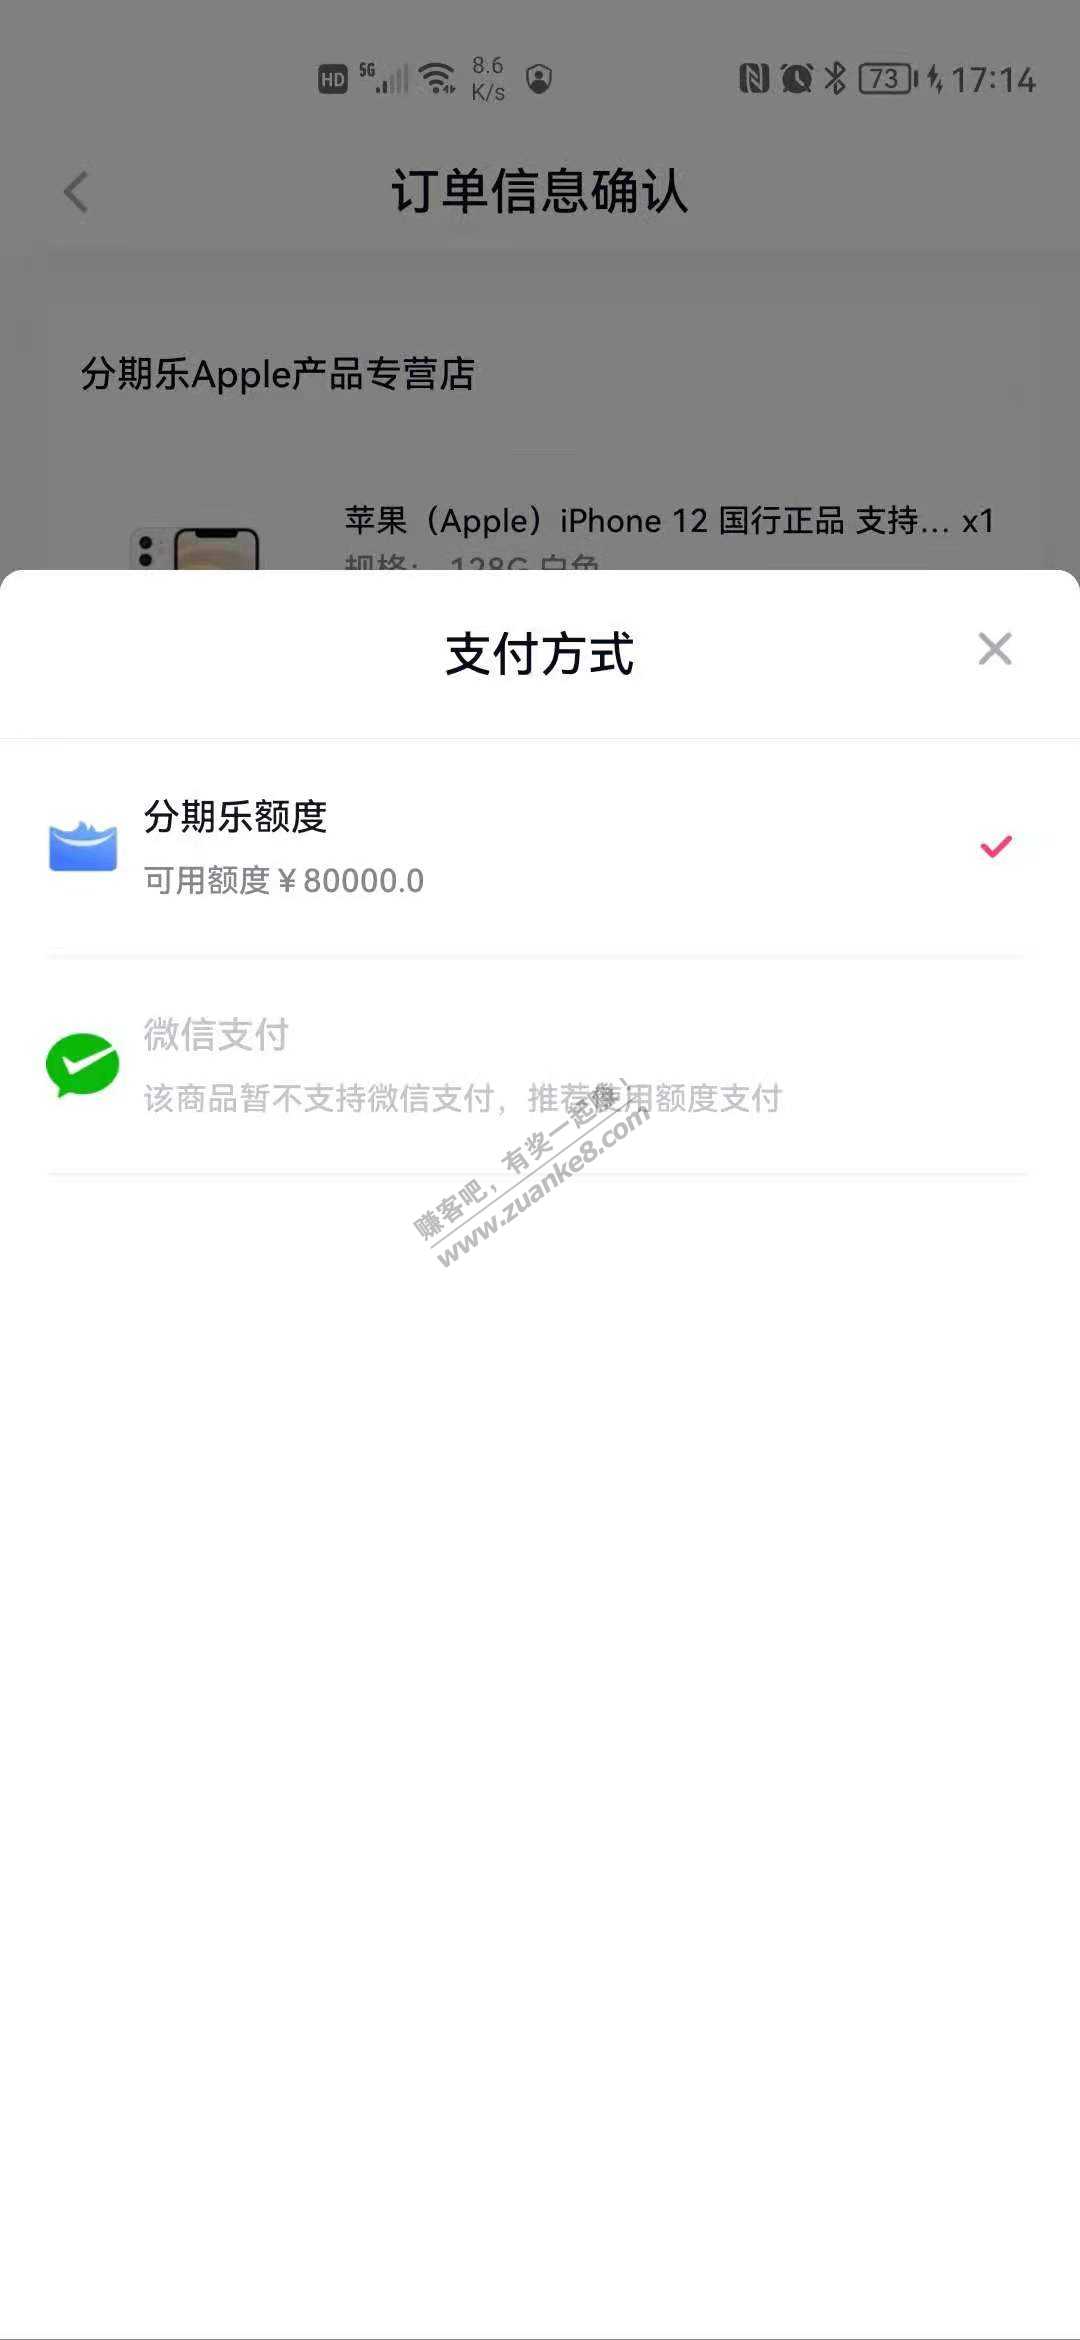 HD 5G 8.6 K/s 73 17:14
订单信息确认
分期乐Apple产品专营店
苹果（Apple）iPhone 12 国行正品 支持... x1
规格： 128G 白色
支付方式
分期乐额度
可用额度￥80000.0
微信支付
该商品暂不支持微信支付，推荐使用额度支付
赚客吧，有奖一起赚！
www.zuanke8.com